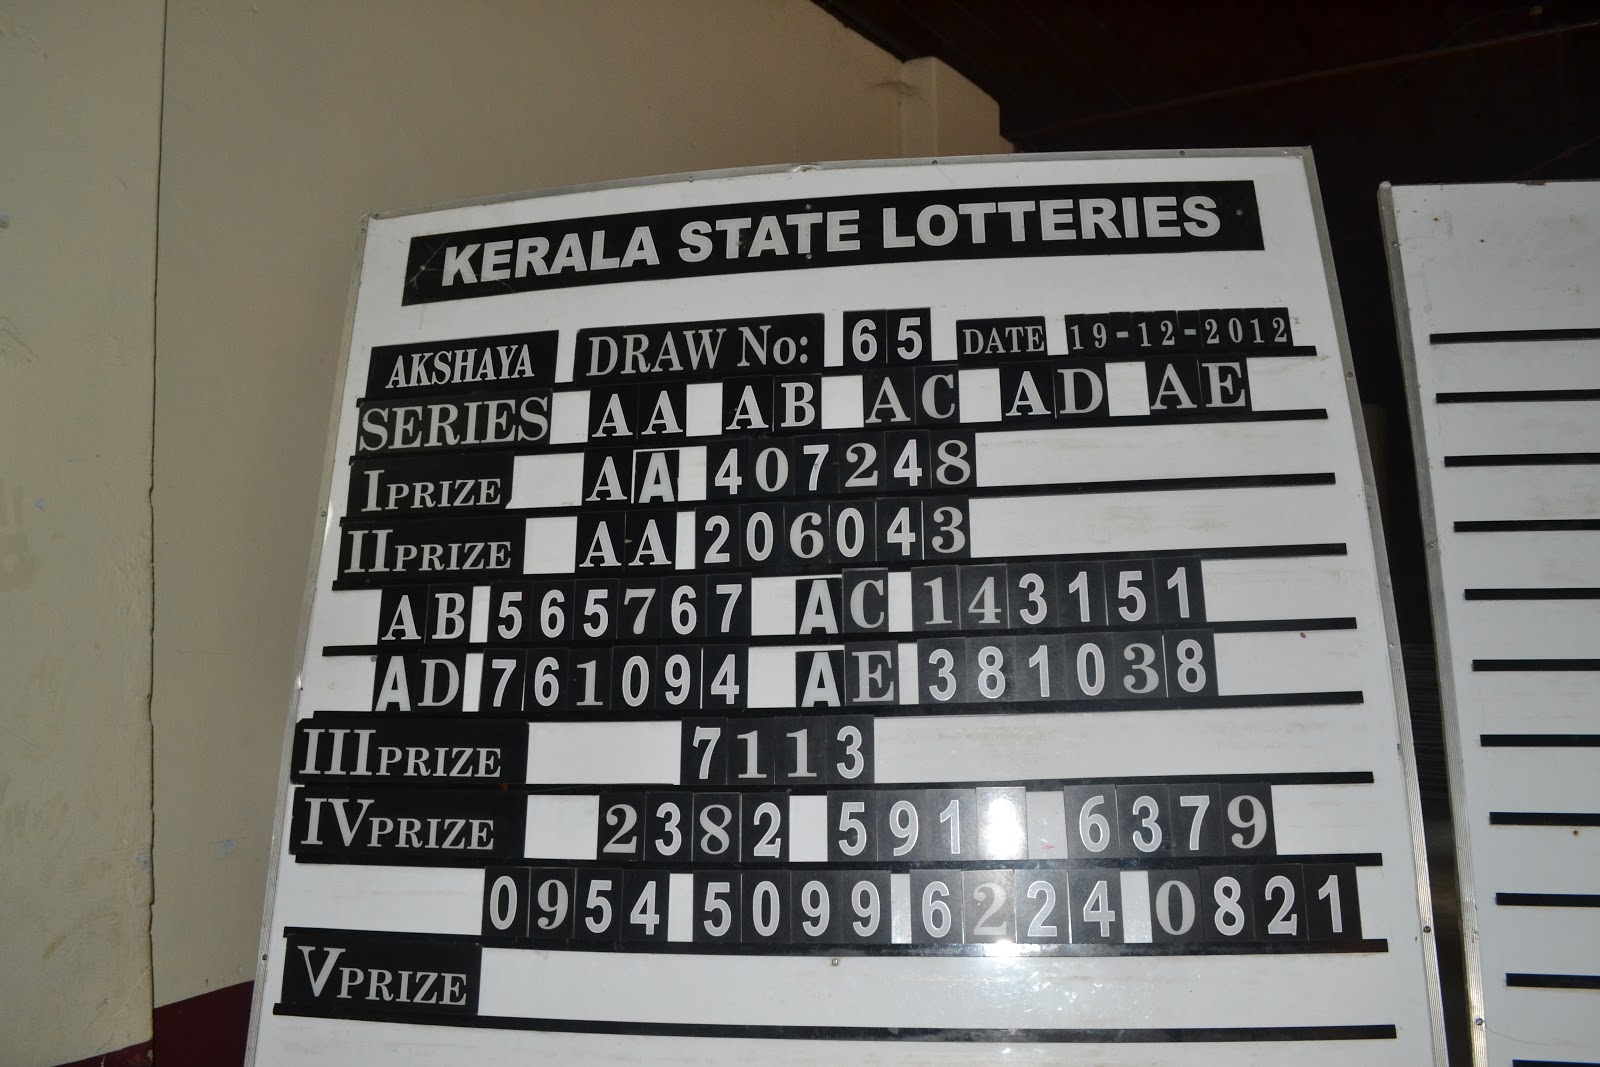 KERALA STATE LOTTERIES
AKSHAYA DRAW No: 65 DATE 19-12-2012
SERIES AA AB AC AD AE
I PRIZE AA 407248
II PRIZE AA 206043
AB 565767 AC 143151
AD 761094 AE 381038
III PRIZE 7113
IV PRIZE 2382 6379
0954 5099 6224 0821
V PRIZE